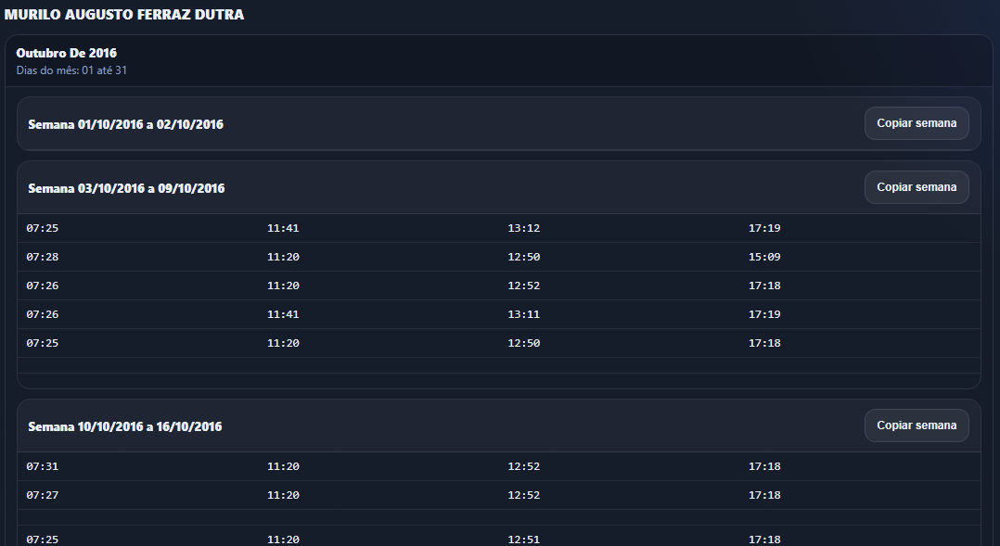 MURILO AUGUSTO FERRAZ DUTRA
Outubro De 2016
Dias do mês: 01 até 31
Semana 01/10/2016 a 02/10/2016 Copiar semana
Semana 03/10/2016 a 09/10/2016 Copiar semana
07:25 11:41 13:12 17:19
07:28 11:20 12:50 15:09
07:26 11:20 12:52 17:18
07:26 11:41 13:11 17:19
07:25 11:20 12:50 17:18
Semana 10/10/2016 a 16/10/2016 Copiar semana
07:31 11:20 12:52 17:18
07:27 11:20 12:52 17:18
07:25 11:20 12:51 17:18